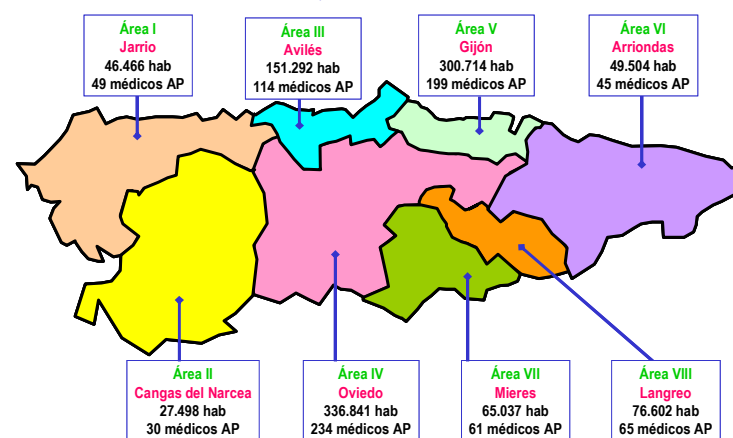 Área I
Jarrio
46.466 hab
49 médicos AP
Área III
Avilés
151.292 hab
114 médicos AP
Área V
Gijón
300.714 hab
199 médicos AP
Área VI
Arriondas
49.504 hab
45 médicos AP
Área II
Cangas del Narcea
27.498 hab
30 médicos AP
Área IV
Oviedo
336.841 hab
234 médicos AP
Área VII
Mieres
65.037 hab
61 médicos AP
Área VIII
Langreo
76.602 hab
65 médicos AP